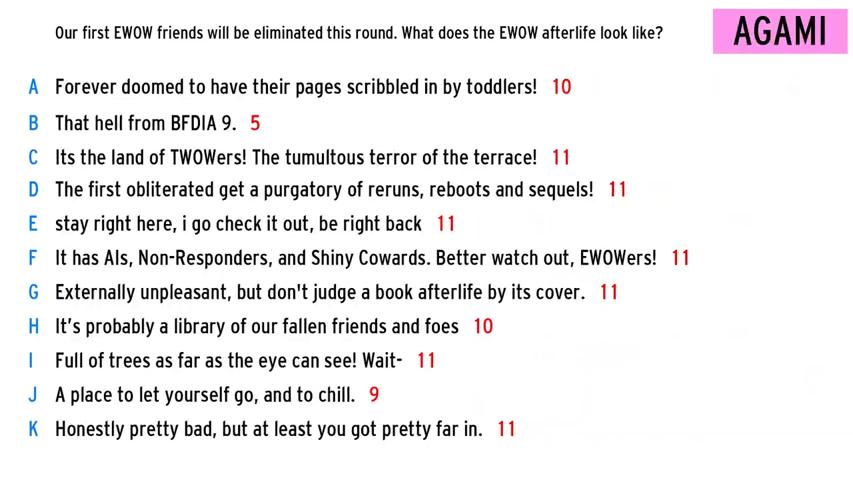 Our first EWOW friends will be eliminated this round. What does the EWOW afterlife look like?
AGAMI
A Forever doomed to have their pages scribbled in by toddlers! 10
B That hell from BFDIA 9. 5
C Its the land of TWOWers! The tumultous terror of the terrace! 11
D The first obliterated get a purgatory of reruns, reboots and sequels! 11
E stay right here, i go check it out, be right back 11
F It has AIs, Non-Responders, and Shiny Cowards. Better watch out, EWOWers! 11
G Externally unpleasant, but don't judge a book afterlife by its cover. 11
H It’s probably a library of our fallen friends and foes 10
I Full of trees as far as the eye can see! Wait- 11
J A place to let yourself go, and to chill. 9
K Honestly pretty bad, but at least you got pretty far in. 11